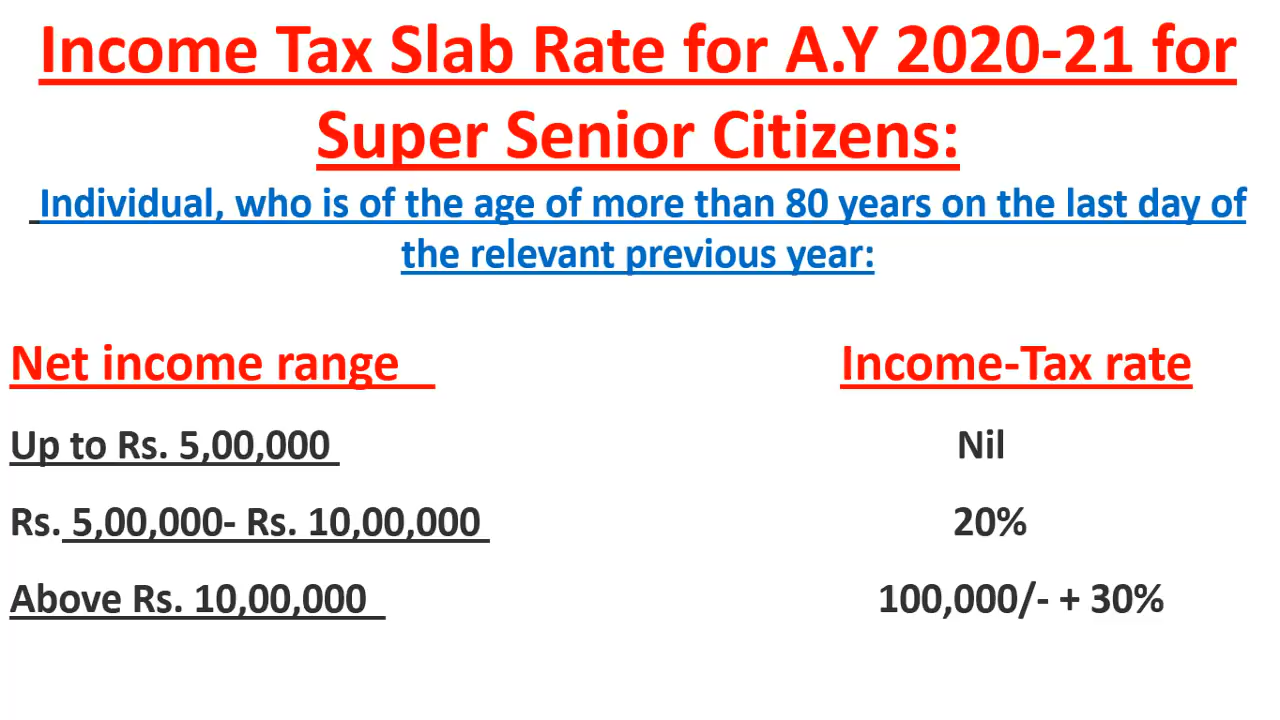 Income Tax Slab Rate for A.Y 2020-21 for
Super Senior Citizens:
Individual, who is of the age of more than 80 years on the last day of
the relevant previous year:
Net income range Income-Tax rate
Up to Rs. 5,00,000 Nil
Rs. 5,00,000- Rs. 10,00,000 20%
Above Rs. 10,00,000 100,000/- + 30%